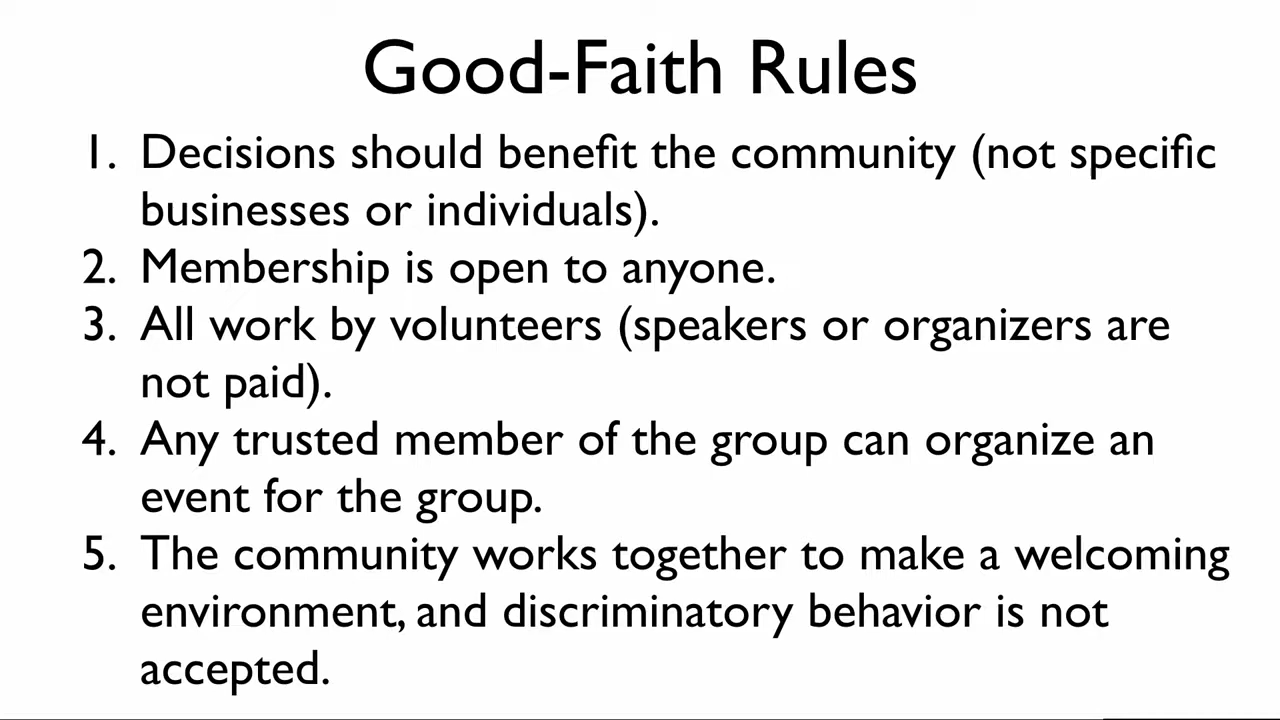 Good-Faith Rules
1. Decisions should benefit the community (not specific
businesses or individuals).
2. Membership is open to anyone.
3. All work by volunteers (speakers or organizers are
not paid).
4. Any trusted member of the group can organize an
event for the group.
5. The community works together to make a welcoming
environment, and discriminatory behavior is not
accepted.